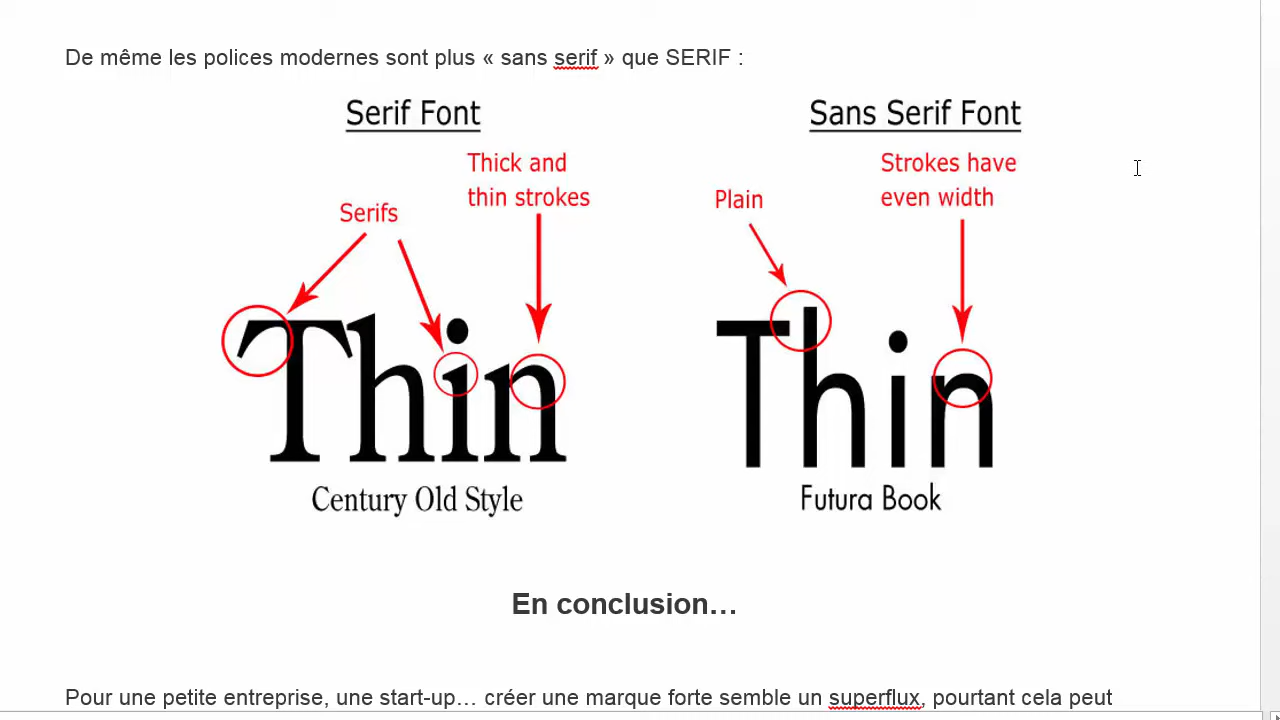 De même les polices modernes sont plus « sans serif » que SERIF :
Serif Font
Sans Serif Font
Thick and
thin strokes
Serifs
Strokes have
even width
Plain
Thin
Thin
Century Old Style
Futura Book
En conclusion…
Pour une petite entreprise, une start-up… créer une marque forte semble un superflux, pourtant cela peut